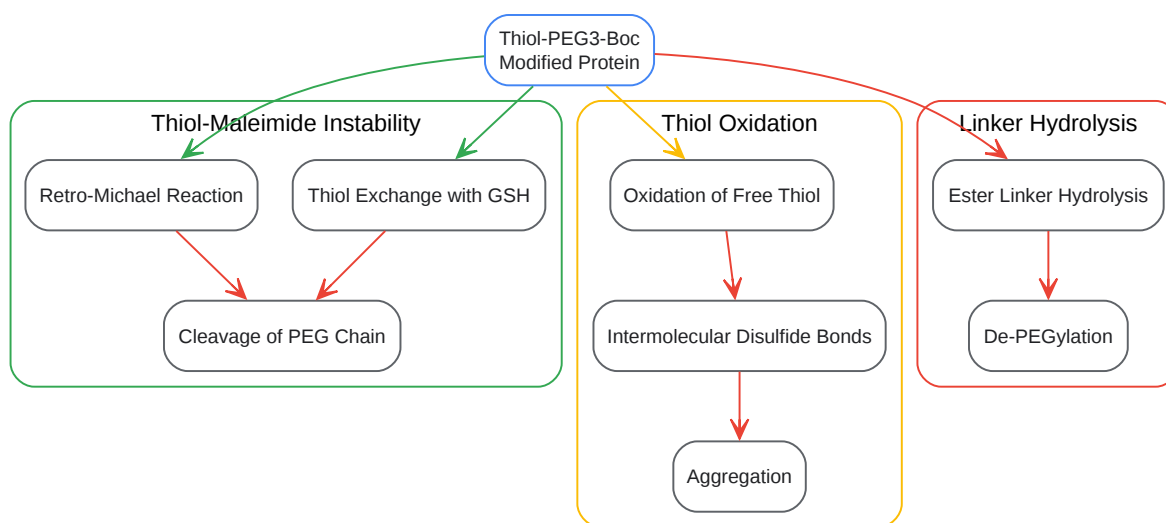 Thiol-PEG3-Boc
Modified Protein
Thiol-Maleimide Instability
Thiol Oxidation
Linker Hydrolysis
Retro-Michael Reaction
Thiol Exchange with GSH
Oxidation of Free Thiol
Ester Linker Hydrolysis
Cleavage of PEG Chain
Intermolecular Disulfide Bonds
De-PEGylation
Aggregation